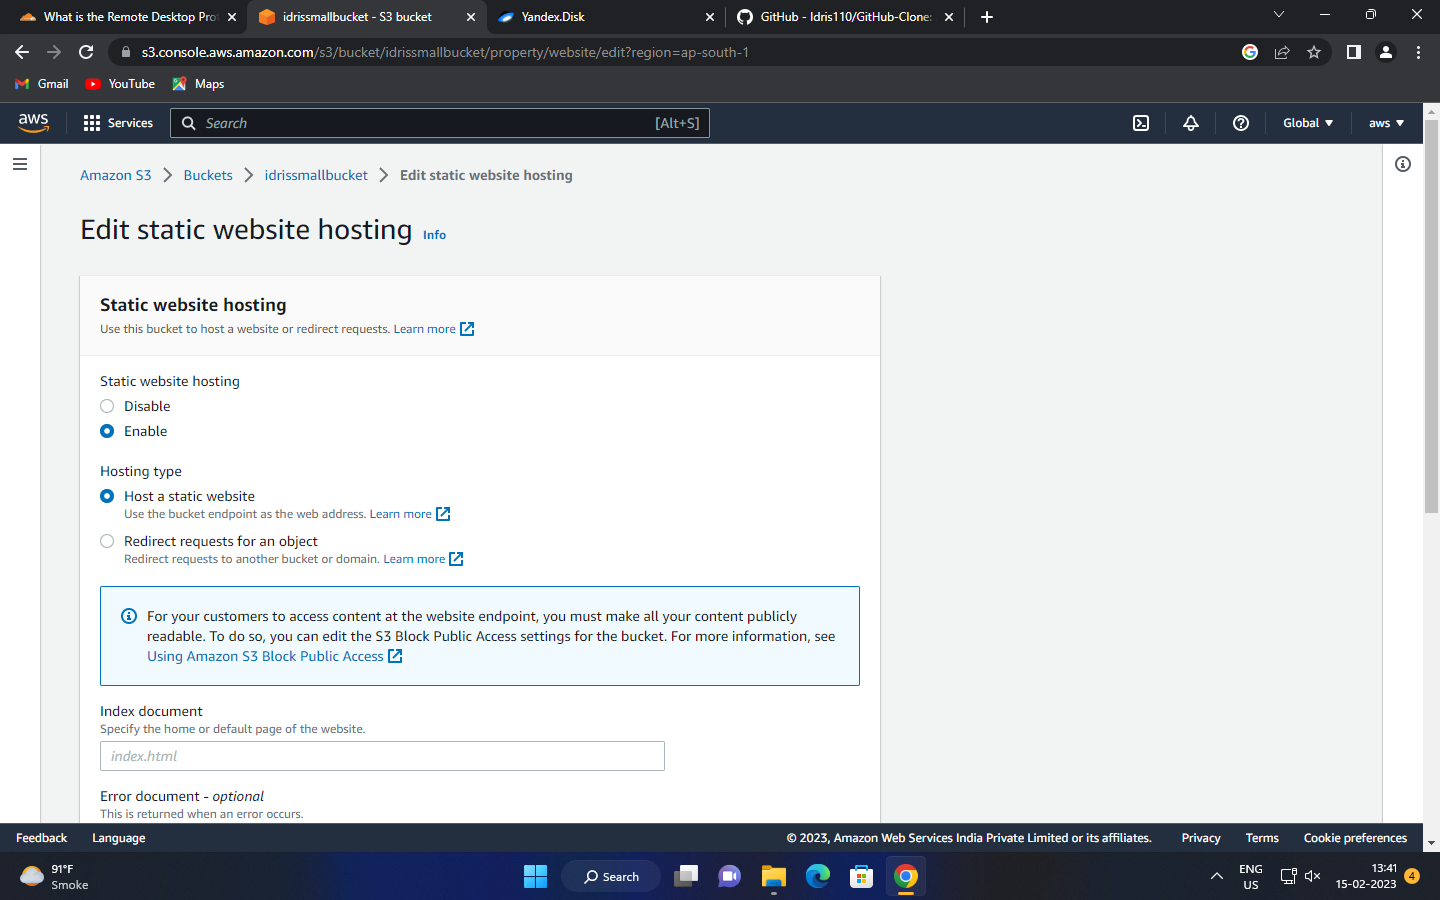 What is the Remote Desktop Pro
idrissmallbucket - S3 bucket
Yandex.Disk
GitHub - Idris110/GitHub-Clone:
s3.console.aws.amazon.com/s3/bucket/idrissmallbucket/property/website/edit?region=ap-south-1
Gmail
YouTube
Maps
aws
Services
Search
[Alt+S]
Global
aws
Amazon S3
Buckets
idrissmallbucket
Edit static website hosting
Edit static website hosting Info
Static website hosting
Use this bucket to host a website or redirect requests. Learn more
Static website hosting
Disable
Enable
Hosting type
Host a static website
Use the bucket endpoint as the web address. Learn more
Redirect requests for an object
Redirect requests to another bucket or domain. Learn more
For your customers to access content at the website endpoint, you must make all your content publicly
readable. To do so, you can edit the S3 Block Public Access settings for the bucket. For more information, see
Using Amazon S3 Block Public Access
Index document
Specify the home or default page of the website.
index.html
Error document - optional
This is returned when an error occurs.
Feedback
Language
© 2023, Amazon Web Services India Private Limited or its affiliates.
Privacy
Terms
Cookie preferences
91°F
Smoke
Search
ENG
US
13:41
15-02-2023
4